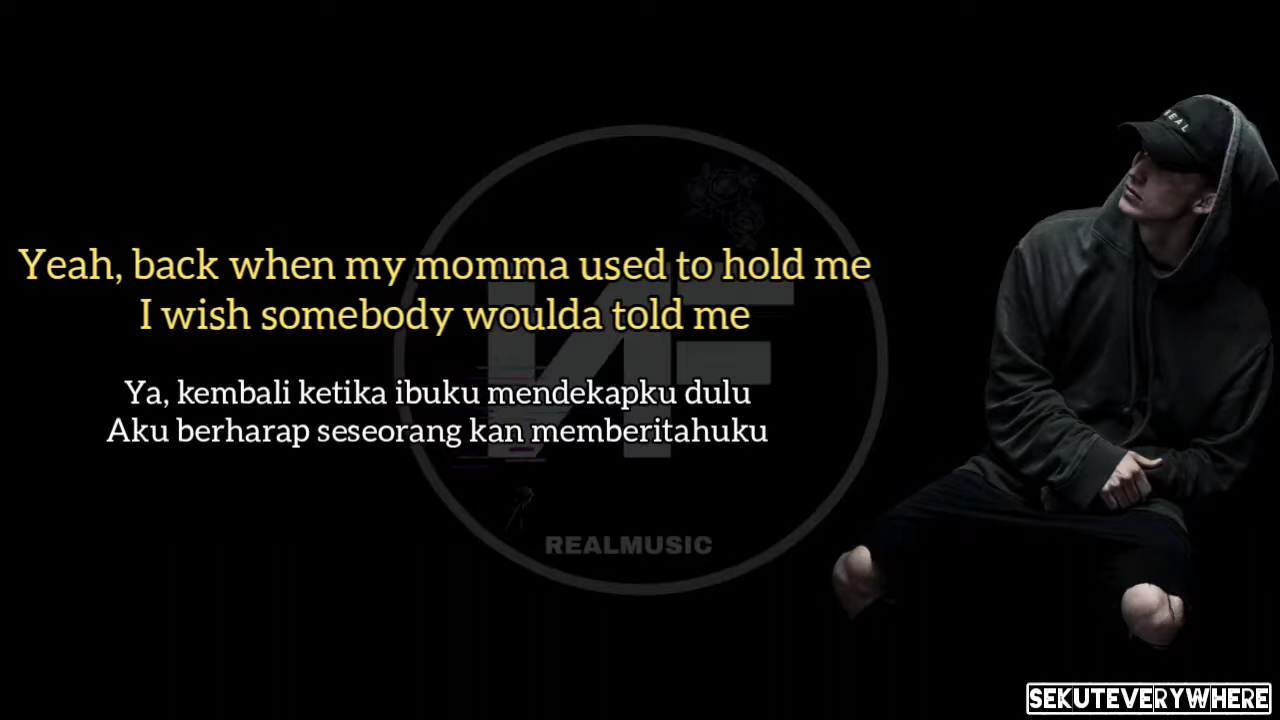 REAL
Yeah, back when my momma used to hold me
I wish somebody woulda told me
NF
Ya, kembali ketika ibuku mendekapku dulu
Aku berharap seseorang kan memberitahuku
REALMUSIC
SEKUTEVERYWHERE